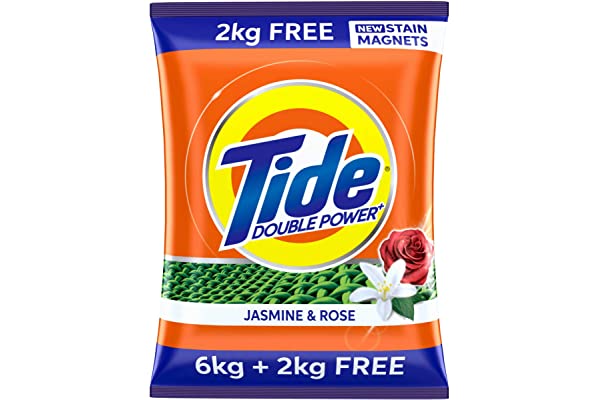 2kg FREE
NEW STAIN
MAGNETS
Tide®
DOUBLE POWER+
JASMINE & ROSE
6kg + 2kg FREE